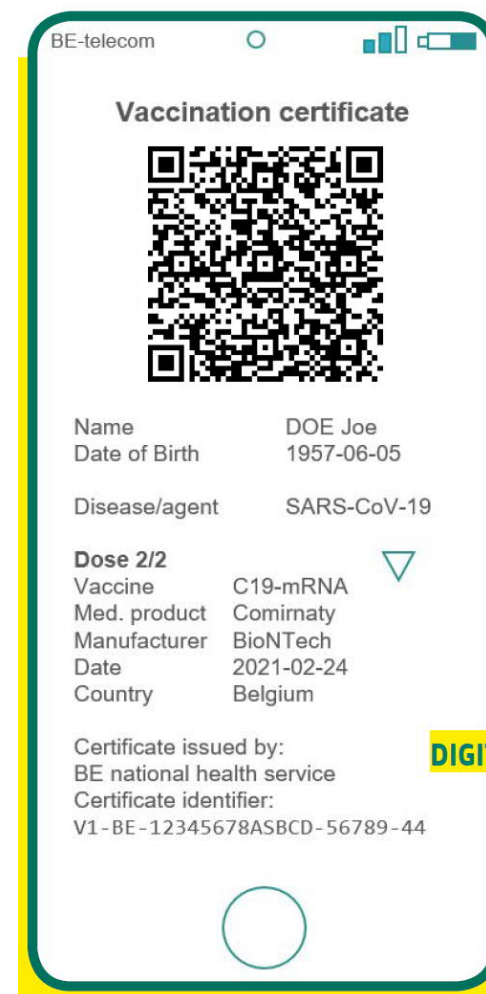 BE-telecom
Vaccination certificate
Name DOE Joe
Date of Birth 1957-06-05
Disease/agent SARS-CoV-19
Dose 2/2
Vaccine C19-mRNA
Med. product Comirnaty
Manufacturer BioNTech
Date 2021-02-24
Country Belgium
Certificate issued by:
BE national health service
Certificate identifier:
V1-BE-12345678ASBCD-56789-44